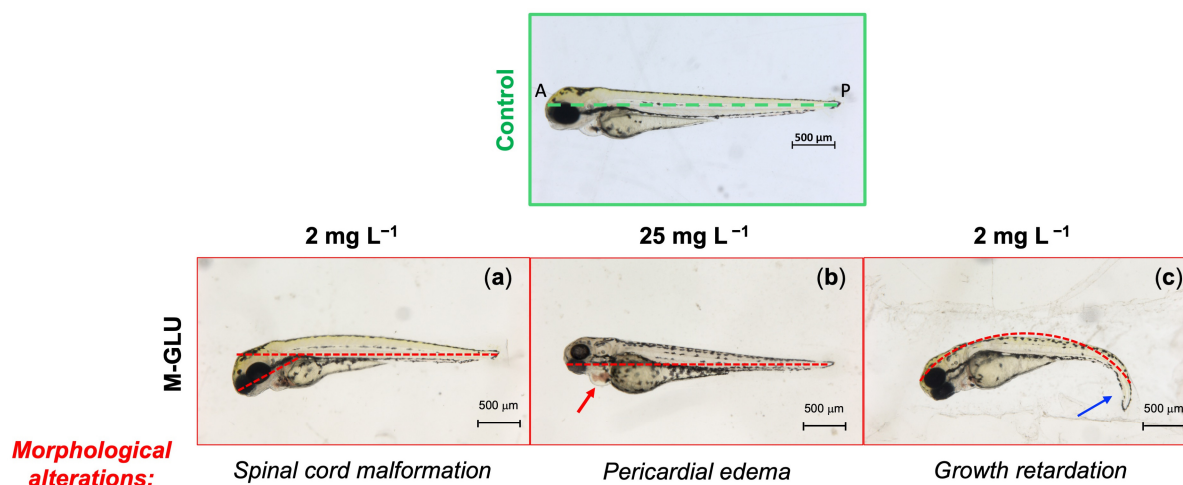 Control
A
P
500 µm
2 mg L⁻¹
25 mg L⁻¹
2 mg L⁻¹
M-GLU
(a)
(b)
(c)
500 µm
500 µm
500 µm
Morphological
alterations:
Spinal cord malformation
Pericardial edema
Growth retardation